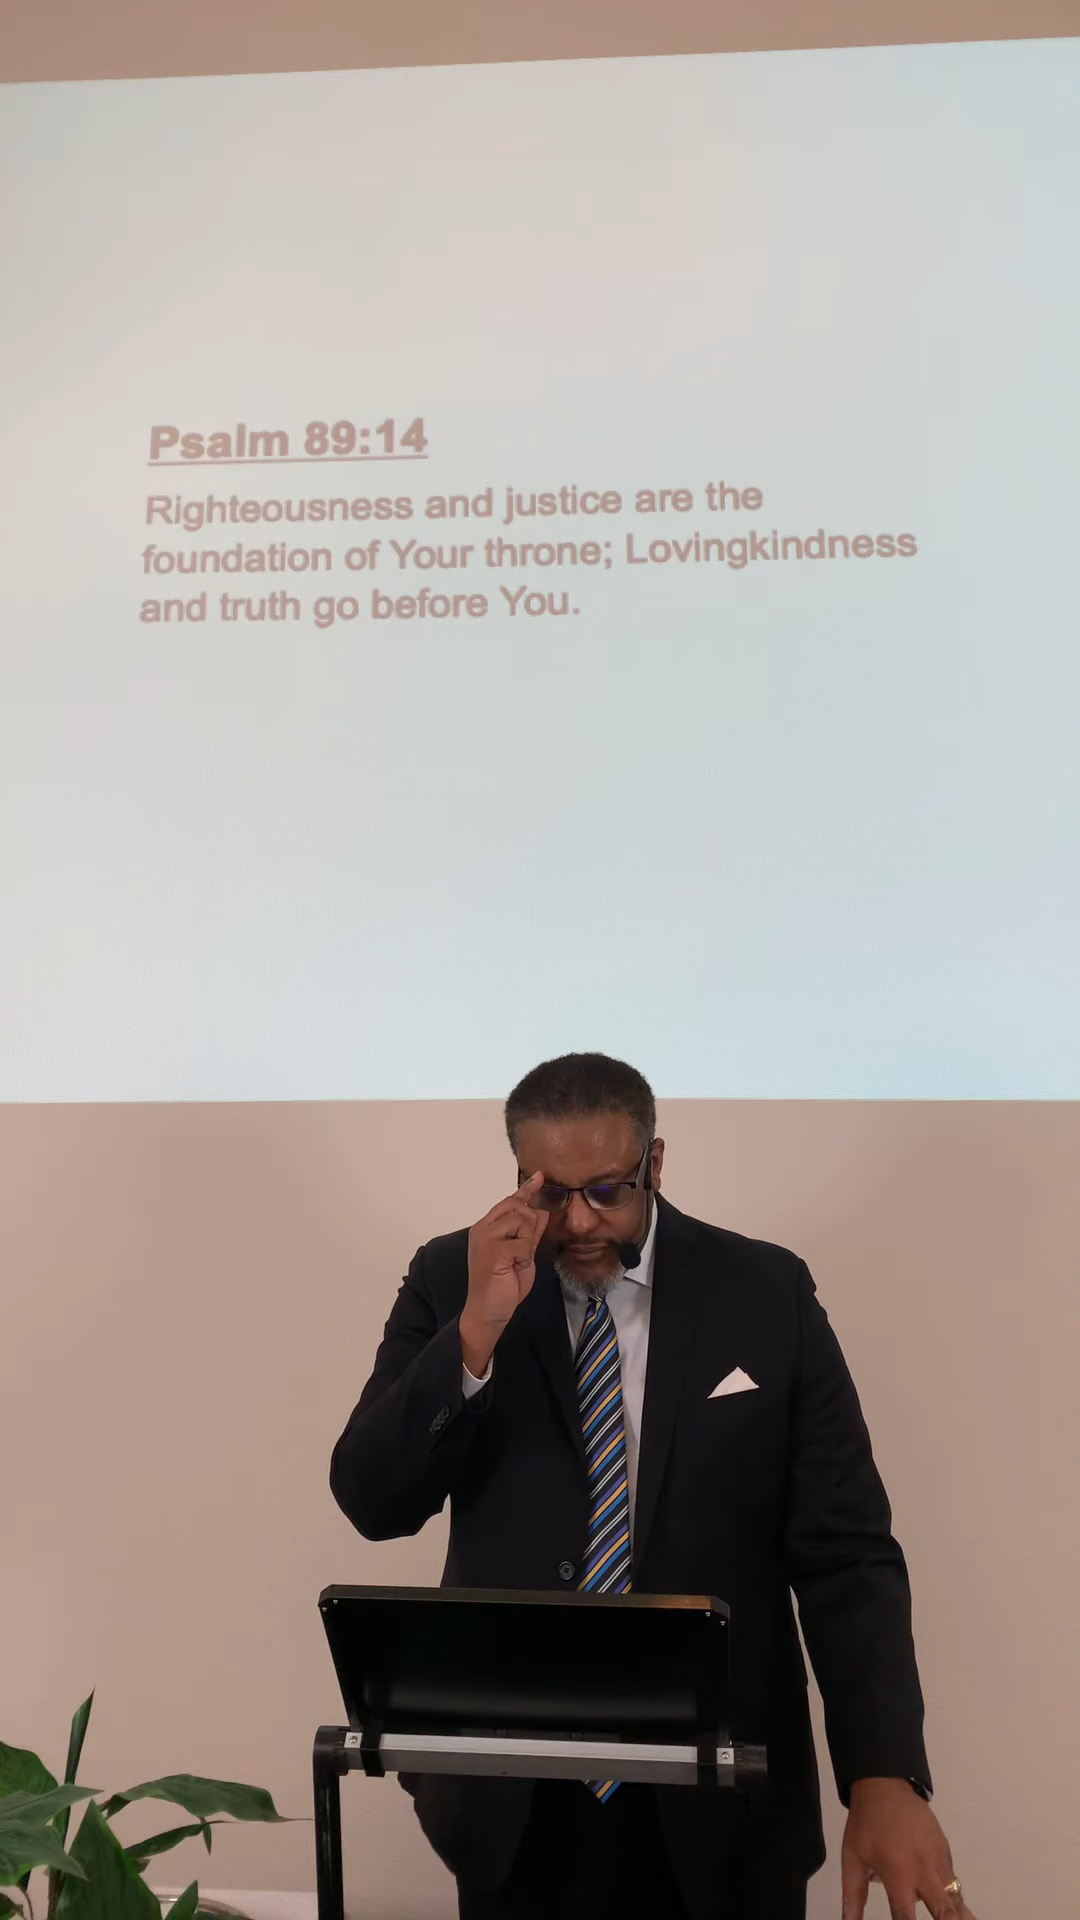 Psalm 89:14
Righteousness and justice are the
foundation of Your throne; Lovingkindness
and truth go before You.